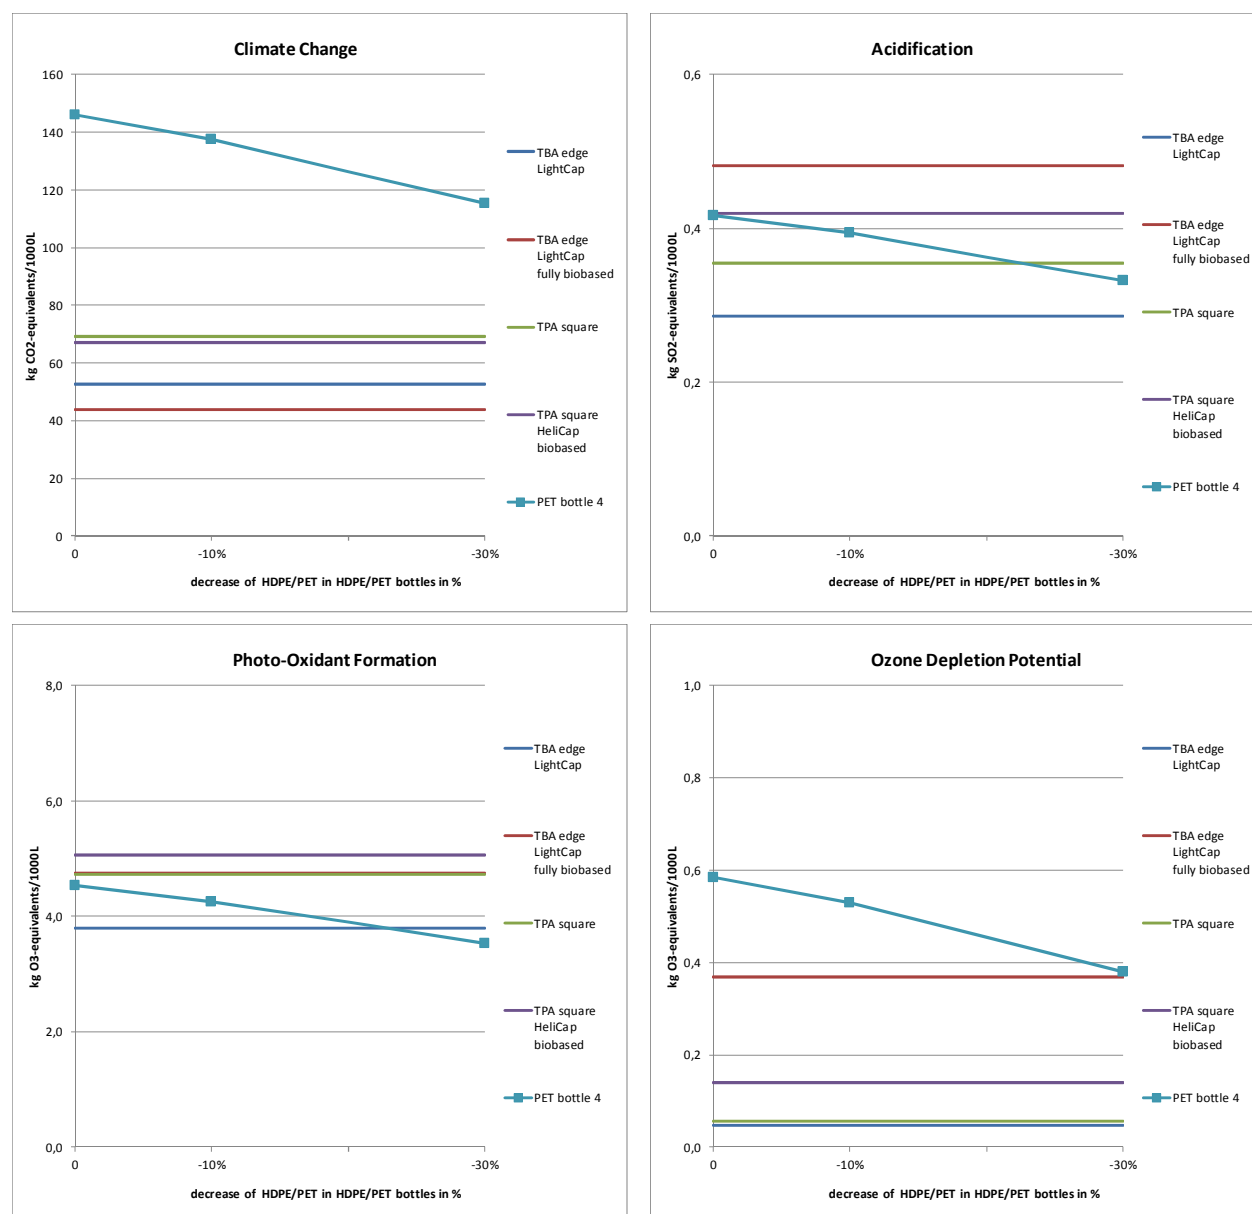 Climate Change
160
140
120
100
80
60
40
20
0
kg CO2-equivalents/1000L
0
-10%
-30%
decrease of HDPE/PET in HDPE/PET bottles in %
TBA edge
LightCap
TBA edge
LightCap
fully biobased
TPA square
TPA square
HeliCap
biobased
PET bottle 4
Acidification
0,6
0,4
0,2
0,0
kg SO2-equivalents/1000L
0
-10%
-30%
decrease of HDPE/PET in HDPE/PET bottles in %
TBA edge
LightCap
TBA edge
LightCap
fully biobased
TPA square
TPA square
HeliCap
biobased
PET bottle 4
Photo-Oxidant Formation
8,0
6,0
4,0
2,0
0,0
kg O3-equivalents/1000L
0
-10%
-30%
decrease of HDPE/PET in HDPE/PET bottles in %
TBA edge
LightCap
TBA edge
LightCap
fully biobased
TPA square
TPA square
HeliCap
biobased
PET bottle 4
Ozone Depletion Potential
1,0
0,8
0,6
0,4
0,2
0,0
kg O3-equivalents/1000L
0
-10%
-30%
decrease of HDPE/PET in HDPE/PET bottles in %
TBA edge
LightCap
TBA edge
LightCap
fully biobased
TPA square
TPA square
HeliCap
biobased
PET bottle 4